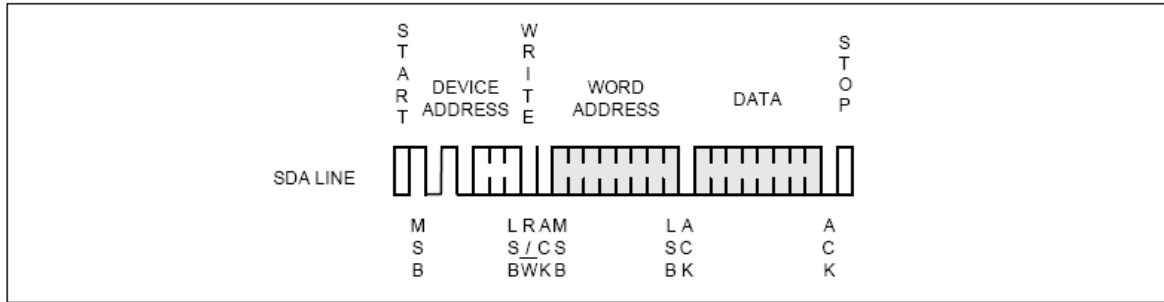 START
WRITE
STOP
DEVICE ADDRESS
WORD ADDRESS
DATA
SDA LINE
MSB
LSB
R/W
ACK
MSB
LSB
ACK
ACK